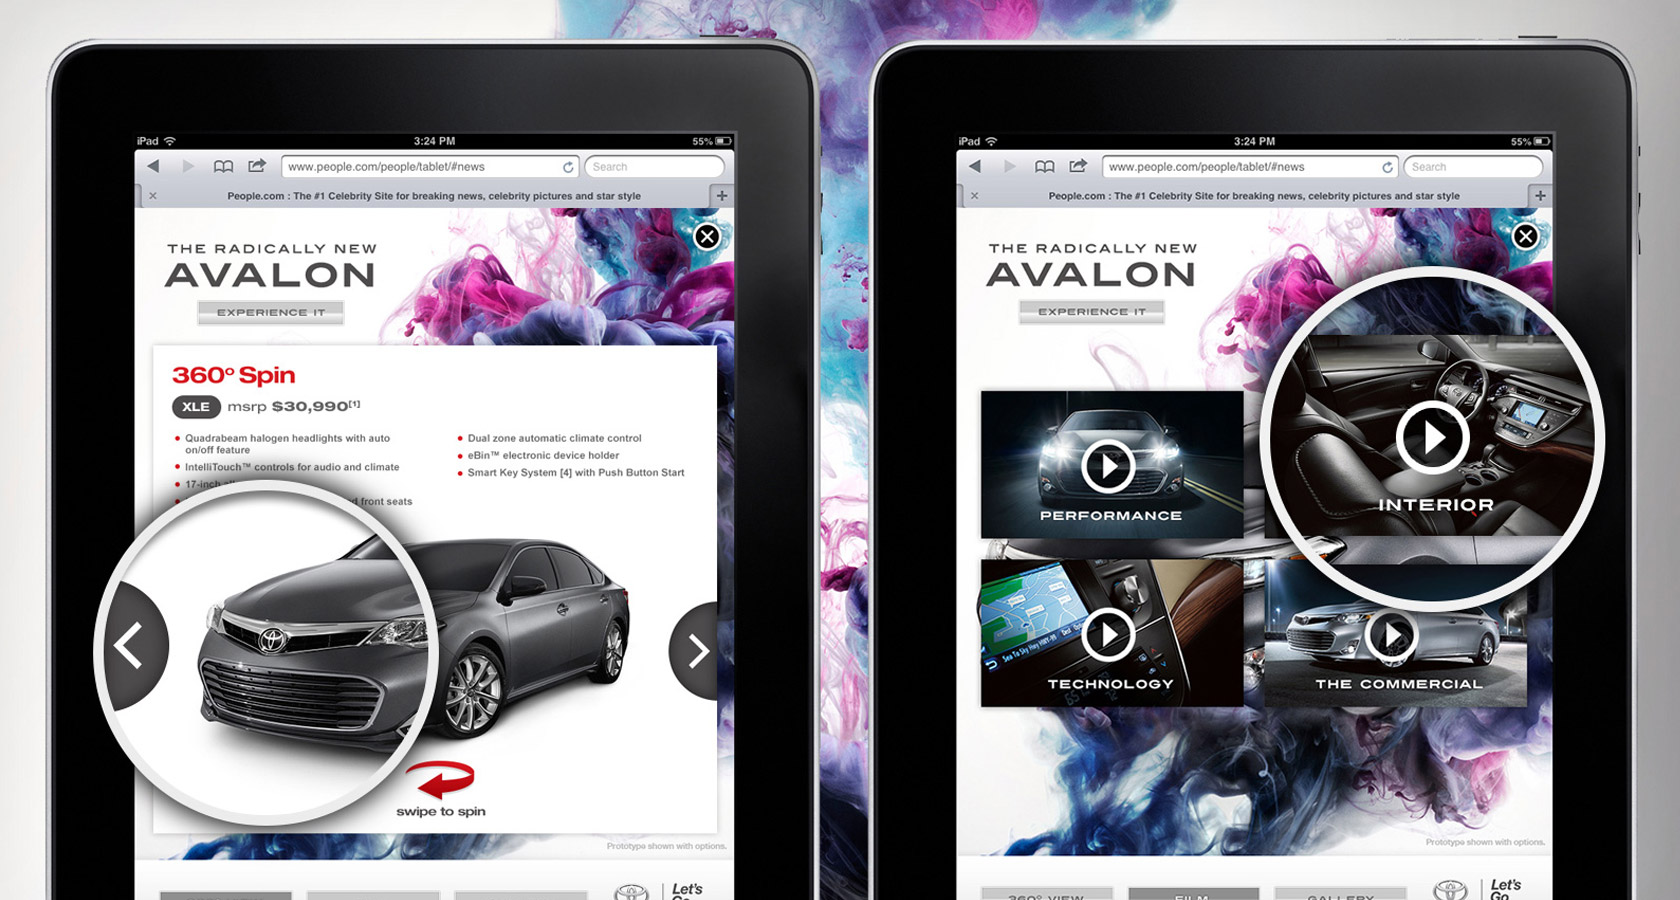 iPad
3:24 PM
55%
www.people.com/people/tablet/#news
Search
People.com : The #1 Celebrity Site for breaking news, celebrity pictures and star style
THE RADICALLY NEW
AVALON
EXPERIENCE IT
360° Spin
XLE msrp $30,990[1]
Quadrabeam halogen headlights with auto
on/off feature
IntelliTouch™ controls for audio and climate
17-inch
front seats
Dual zone automatic climate control
eBin™ electronic device holder
Smart Key System [4] with Push Button Start
swipe to spin
Prototype shown with options.
Let's
Go
iPad
3:24 PM
55%
www.people.com/people/tablet/#news
Search
People.com : The #1 Celebrity Site for breaking news, celebrity pictures and star style
THE RADICALLY NEW
AVALON
EXPERIENCE IT
PERFORMANCE
INTERIOR
Sea To Sky Hwy-99
TECHNOLOGY
THE COMMERCIAL
Prototype shown with options.
360° VIEW
FILM
GALLERY
Let's
Go